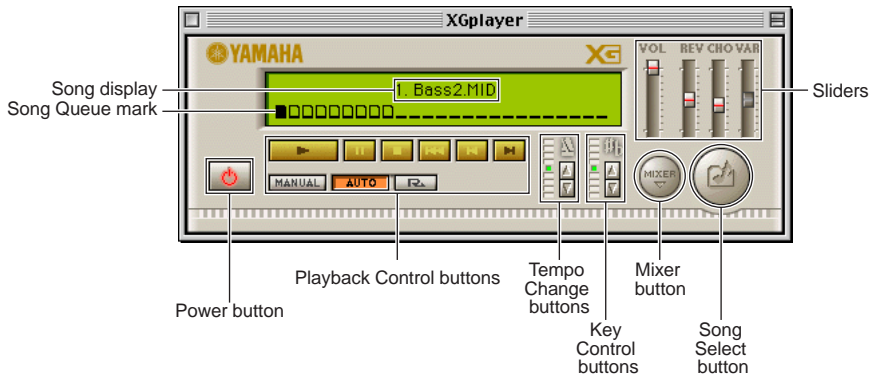 XGplayer
YAMAHA
XG
VOL REV CHO VAR
Song display
1. Bass2.MID
Sliders
Song Queue mark
MANUAL
AUTO
MIXER
Playback Control buttons
Tempo
Change
buttons
Mixer
button
Power button
Key
Control
buttons
Song
Select
button